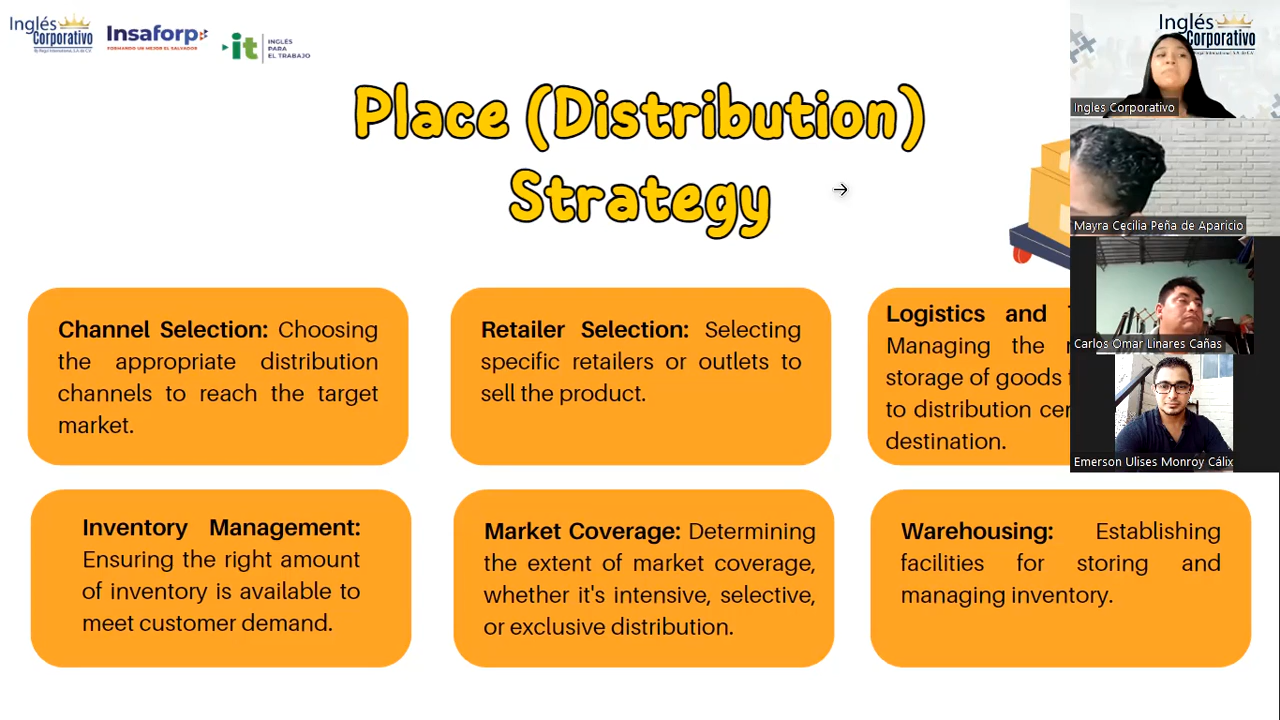 Inglés
Corporativo
Insaforp
FORMANDO UN MEJOR EL SALVADOR
it
INGLÉS
PARA
EL TRABAJO
Place (Distribution)
Strategy
Channel Selection: Choosing
the appropriate distribution
channels to reach the target
market.
Retailer Selection: Selecting
specific retailers or outlets to
sell the product.
Logistics and
Managing the
storage of goods
to distribution
destination.
Inventory Management:
Ensuring the right amount
of inventory is available to
meet customer demand.
Market Coverage: Determining
the extent of market coverage,
whether it's intensive, selective,
or exclusive distribution.
Warehousing: Establishing
facilities for storing and
managing inventory.
Inglés
Corporativo
Ingles Corporativo
Mayra Cecilia Peña de Aparicio
Carlos Omar Linares Cañas
Emerson Ulises Monroy Cálix